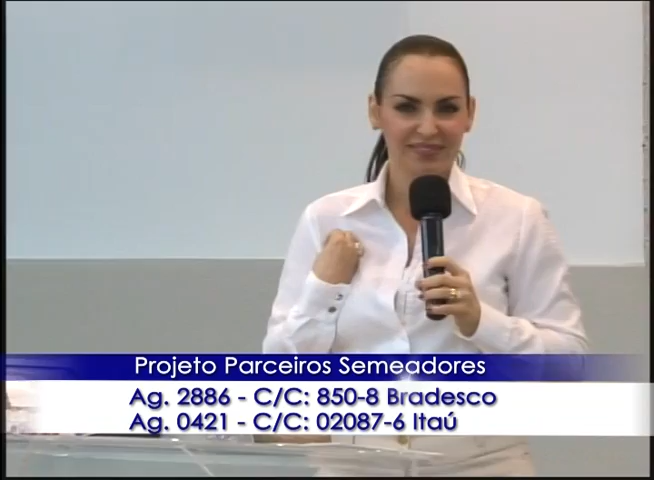 Projeto Parceiros Semeadores
Ag. 2886 - C/C: 850-8 Bradesco
Ag. 0421 - C/C: 02087-6 Itaú